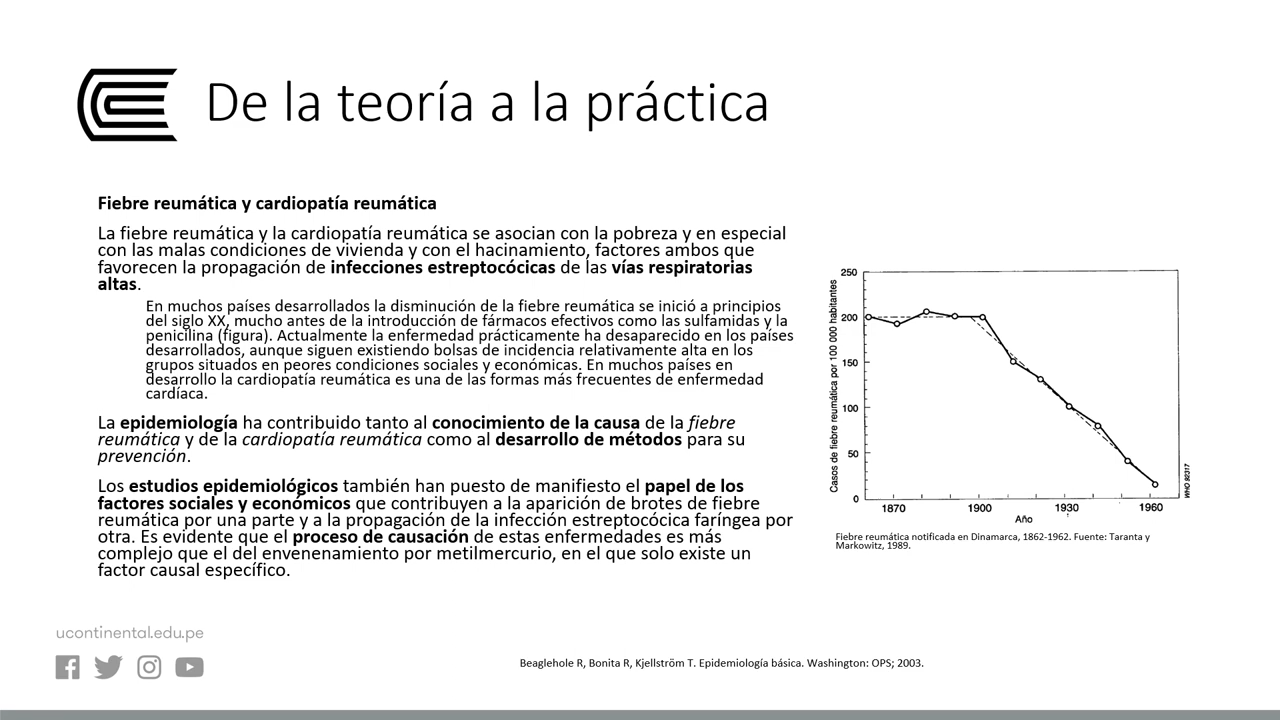 De la teoría a la práctica
Fiebre reumática y cardiopatía reumática
La fiebre reumática y la cardiopatía reumática se asocian con la pobreza y en especial
con las malas condiciones de vivienda y con el hacinamiento, factores ambos que
favorecen la propagación de infecciones estreptocócicas de las vías respiratorias
altas.
En muchos países desarrollados la disminución de la fiebre reumática se inició a principios
del siglo XX, mucho antes de la introducción de fármacos efectivos como las sulfamidas y la
penicilina (figura). Actualmente la enfermedad prácticamente ha desaparecido en los países
desarrollados, aunque siguen existiendo bolsas de incidencia relativamente alta en los
grupos situados en peores condiciones sociales y económicas. En muchos países en
desarrollo la cardiopatía reumática es una de las formas más frecuentes de enfermedad
cardíaca.
La epidemiología ha contribuido tanto al conocimiento de la causa de la fiebre
reumática y de la cardiopatía reumática como al desarrollo de métodos para su
prevención.
Los estudios epidemiológicos también han puesto de manifiesto el papel de los
factores sociales y económicos que contribuyen a la aparición de brotes de fiebre
reumática por una parte y a la propagación de la infección estreptocócica faríngea por
otra. Es evidente que el proceso de causación de estas enfermedades es más
complejo que el del envenenamiento por metilmercurio, en el que solo existe un
factor causal específico.
Casos de fiebre reumática por 100 000 habitantes
250
200
150
100
50
0
1870
1900
1930
1960
Año
WHO 92317
Fiebre reumática notificada en Dinamarca, 1862-1962. Fuente: Taranta y
Markowitz, 1989.
ucontinental.edu.pe
Beaglehole R, Bonita R, Kjellström T. Epidemiología básica. Washington: OPS; 2003.